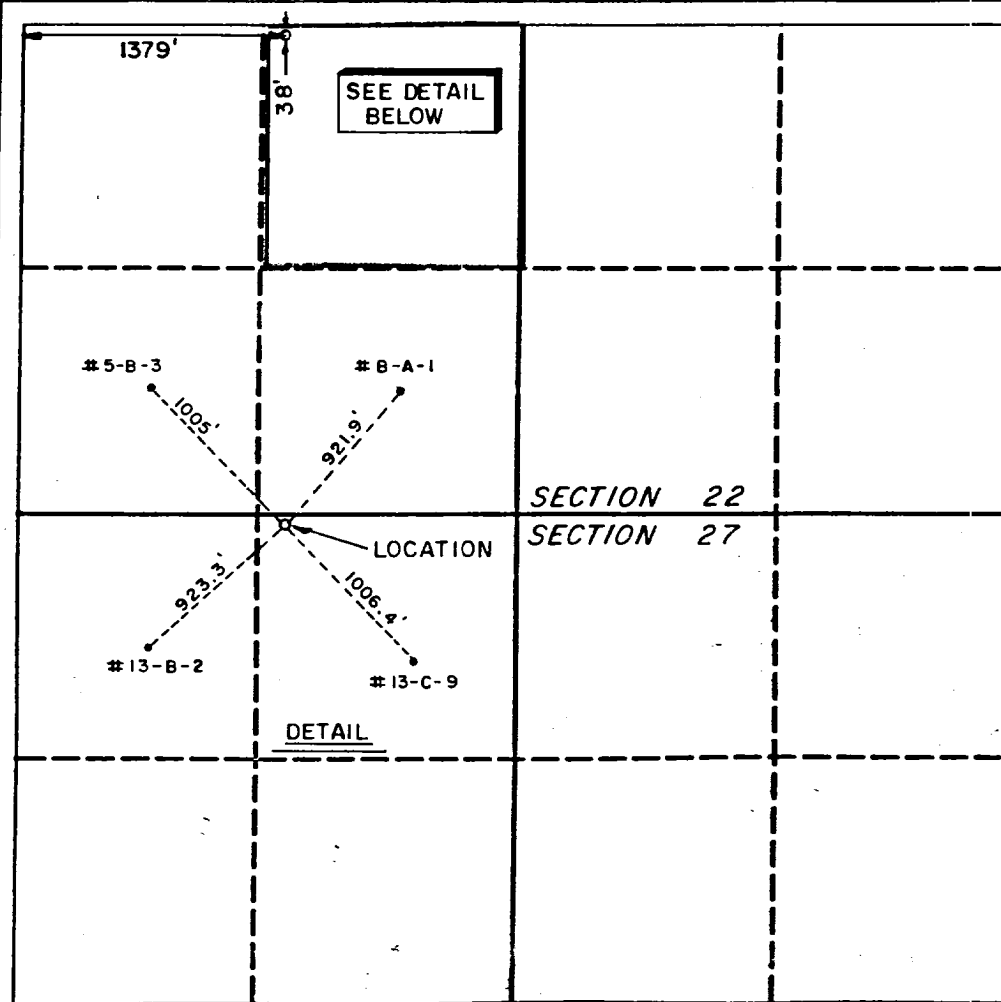 1379'
38'
SEE DETAIL
BELOW
#5-B-3
#B-A-1
1005'
921.9'
SECTION 22
SECTION 27
LOCATION
923.3'
1006.4'
#13-B-2
#13-C-9
DETAIL